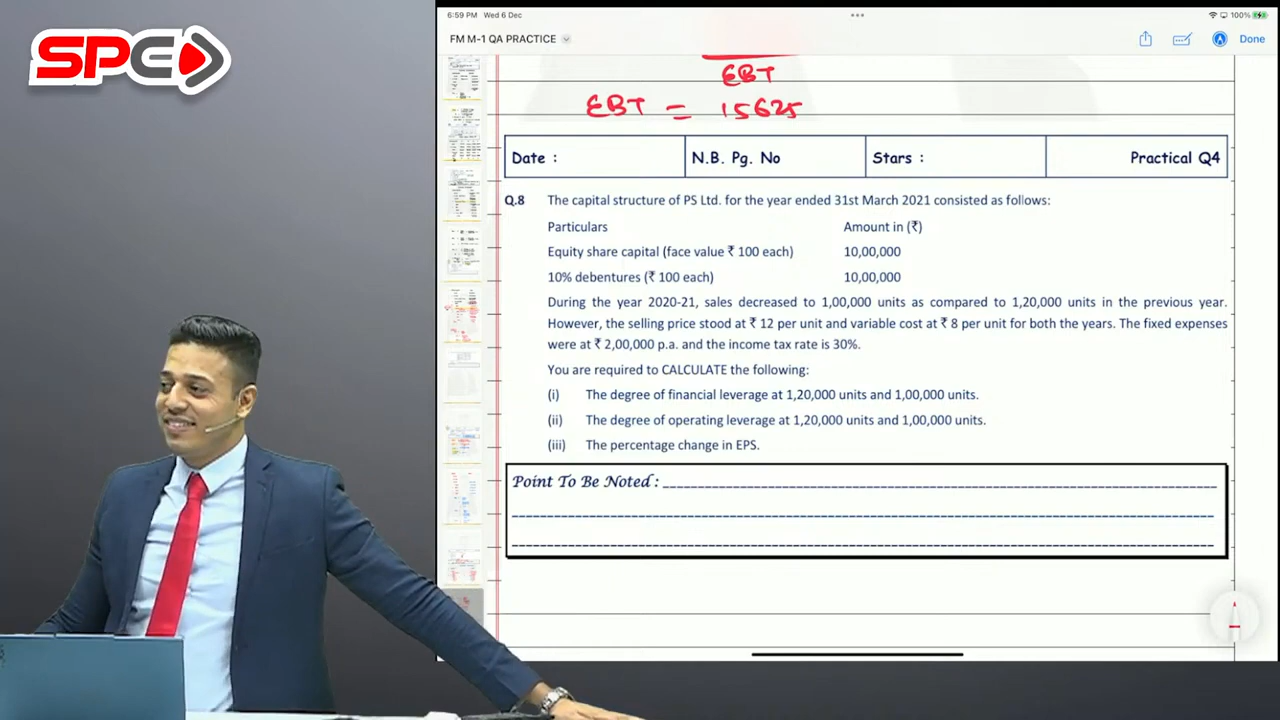 SPED
6:59 PM Wed 6 Dec
100%
FM M-1 QA PRACTICE
Done
EBT
EBT = 15625
Date :
N.B. Pg. No
Stars :
Practical Q4
Q.8 The capital structure of PS Ltd. for the year ended 31st March 2021 consisted as follows:
Particulars Amount in (₹)
Equity share capital (face value ₹ 100 each) 10,00,000
10% debentures (₹ 100 each) 10,00,000
During the year 2020-21, sales decreased to 1,00,000 units as compared to 1,20,000 units in the previous year.
However, the selling price stood at ₹ 12 per unit and variable cost at ₹ 8 per unit for both the years. The fixed expenses
were at ₹ 2,00,000 p.a. and the income tax rate is 30%.
You are required to CALCULATE the following:
(i) The degree of financial leverage at 1,20,000 units and 1,00,000 units.
(ii) The degree of operating leverage at 1,20,000 units and 1,00,000 units.
(iii) The percentage change in EPS.
Point To Be Noted :